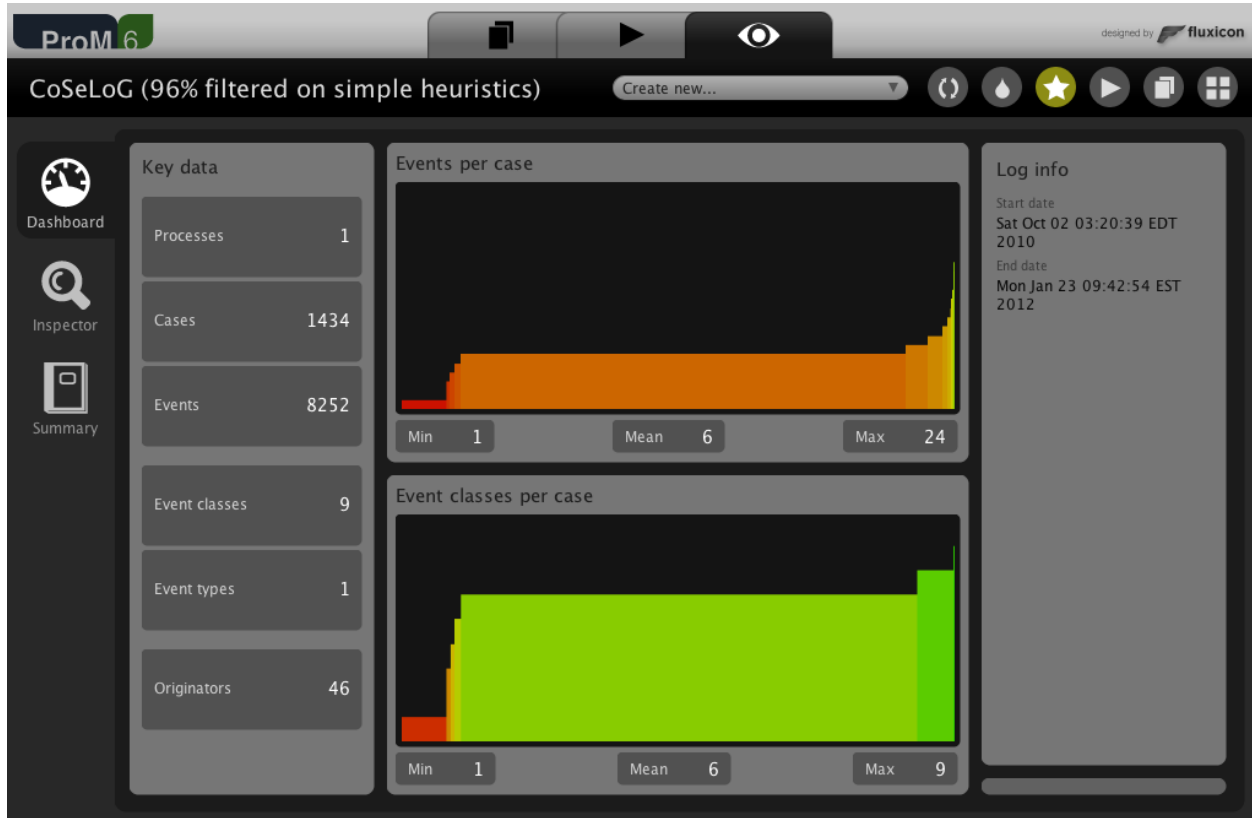 ProM 6
designed by fluxicon
CoSeLoG (96% filtered on simple heuristics)
Create new...
Dashboard
Inspector
Summary
Key data
Processes 1
Cases 1434
Events 8252
Event classes 9
Event types 1
Originators 46
Events per case
Min 1 Mean 6 Max 24
Event classes per case
Min 1 Mean 6 Max 9
Log info
Start date
Sat Oct 02 03:20:39 EDT
2010
End date
Mon Jan 23 09:42:54 EST
2012